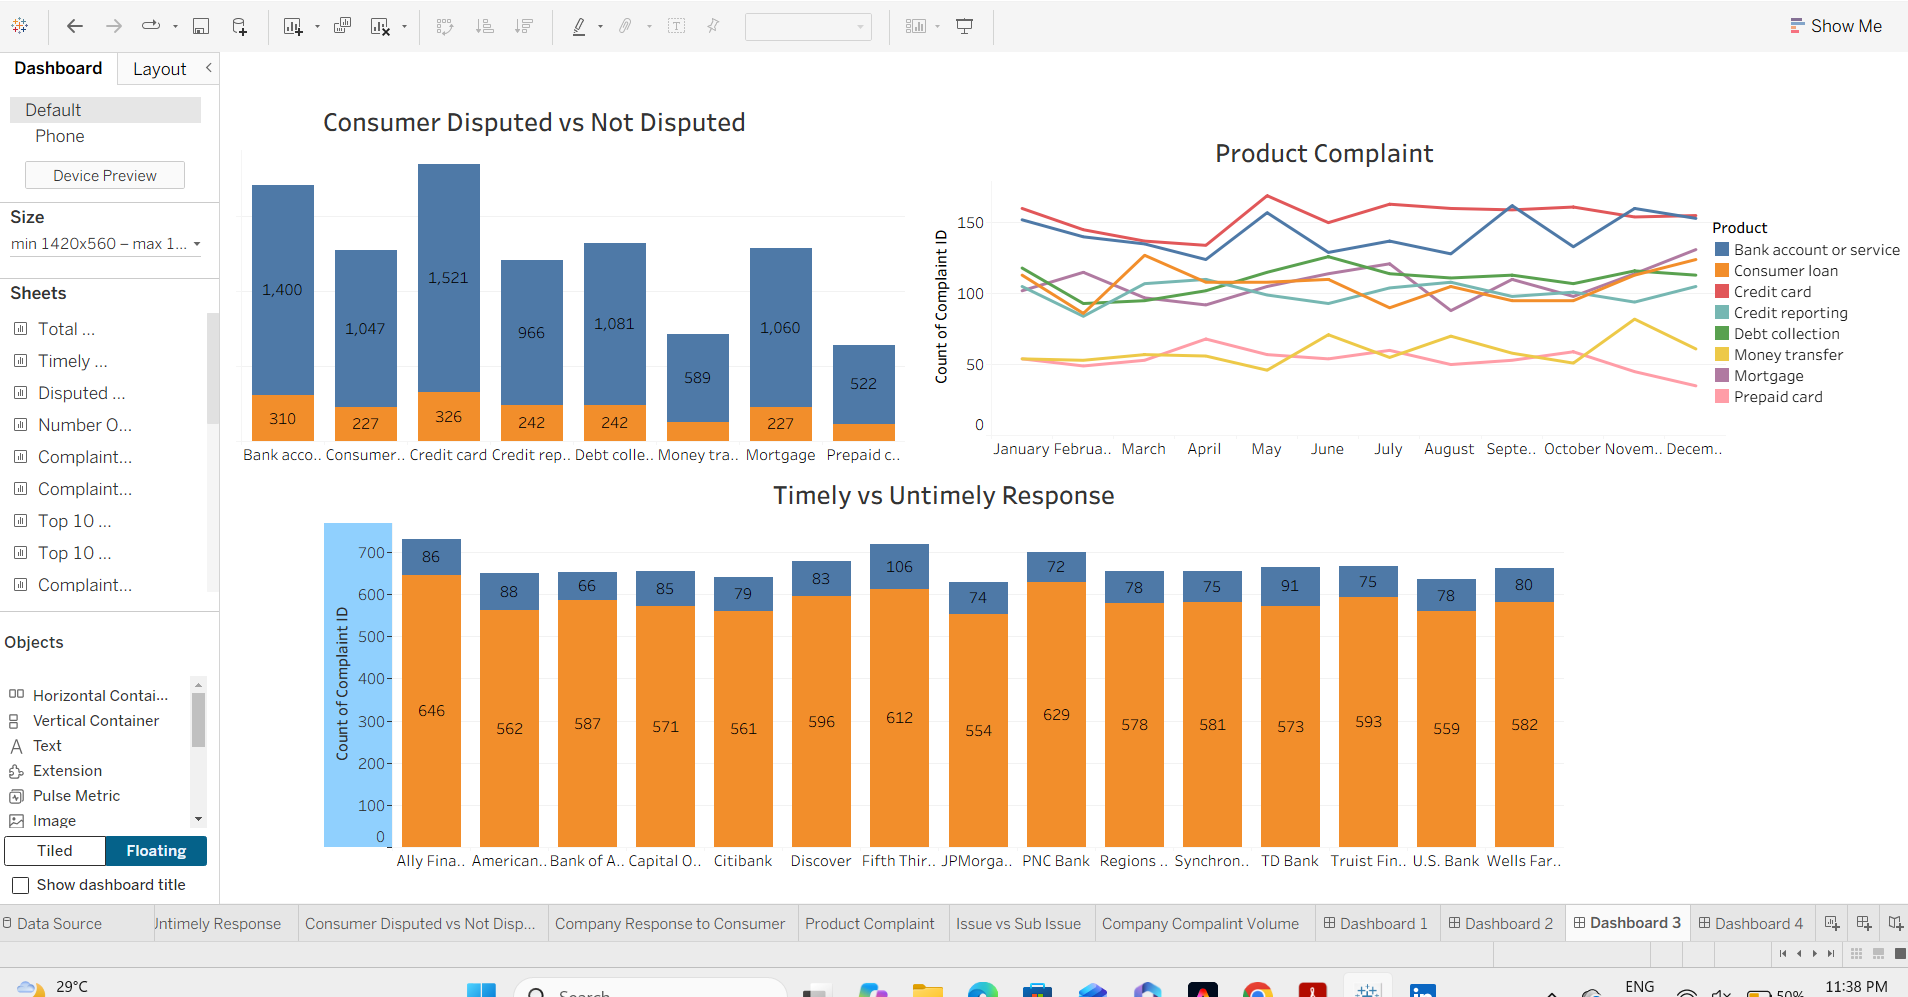 Show Me
Dashboard
Layout
Default
Phone
Device Preview
Size
min 1420x560 – max 1...
Sheets
Total ...
Timely ...
Disputed ...
Number O...
Complaint...
Complaint...
Top 10 ...
Top 10 ...
Complaint...
Objects
Horizontal Contai...
Vertical Container
Text
Extension
Pulse Metric
Image
Tiled
Floating
Show dashboard title
Consumer Disputed vs Not Disputed
1,400
1,047
1,521
966
1,081
589
1,060
522
310
227
326
242
242
227
Bank acco..
Consumer..
Credit card
Credit rep..
Debt colle..
Money tra..
Mortgage
Prepaid c..
Product Complaint
Count of Complaint ID
150
100
50
0
January
Februa..
March
April
May
June
July
August
Septe..
October
Novem..
Decem..
Product
Bank account or service
Consumer loan
Credit card
Credit reporting
Debt collection
Money transfer
Mortgage
Prepaid card
Timely vs Untimely Response
Count of Complaint ID
700
600
500
400
300
200
100
0
86
88
66
85
79
83
106
74
72
78
75
91
75
78
80
646
562
587
571
561
596
612
554
629
578
581
573
593
559
582
Ally Fina..
American..
Bank of A..
Capital O..
Citibank
Discover
Fifth Thir..
JPMorga..
PNC Bank
Regions ..
Synchron..
TD Bank
Truist Fin..
U.S. Bank
Wells Far..
Data Source
Intimely Response
Consumer Disputed vs Not Disp...
Company Response to Consumer
Product Complaint
Issue vs Sub Issue
Company Compalint Volume
Dashboard 1
Dashboard 2
Dashboard 3
Dashboard 4
29°C
Search
ENG
50%
11:38 PM